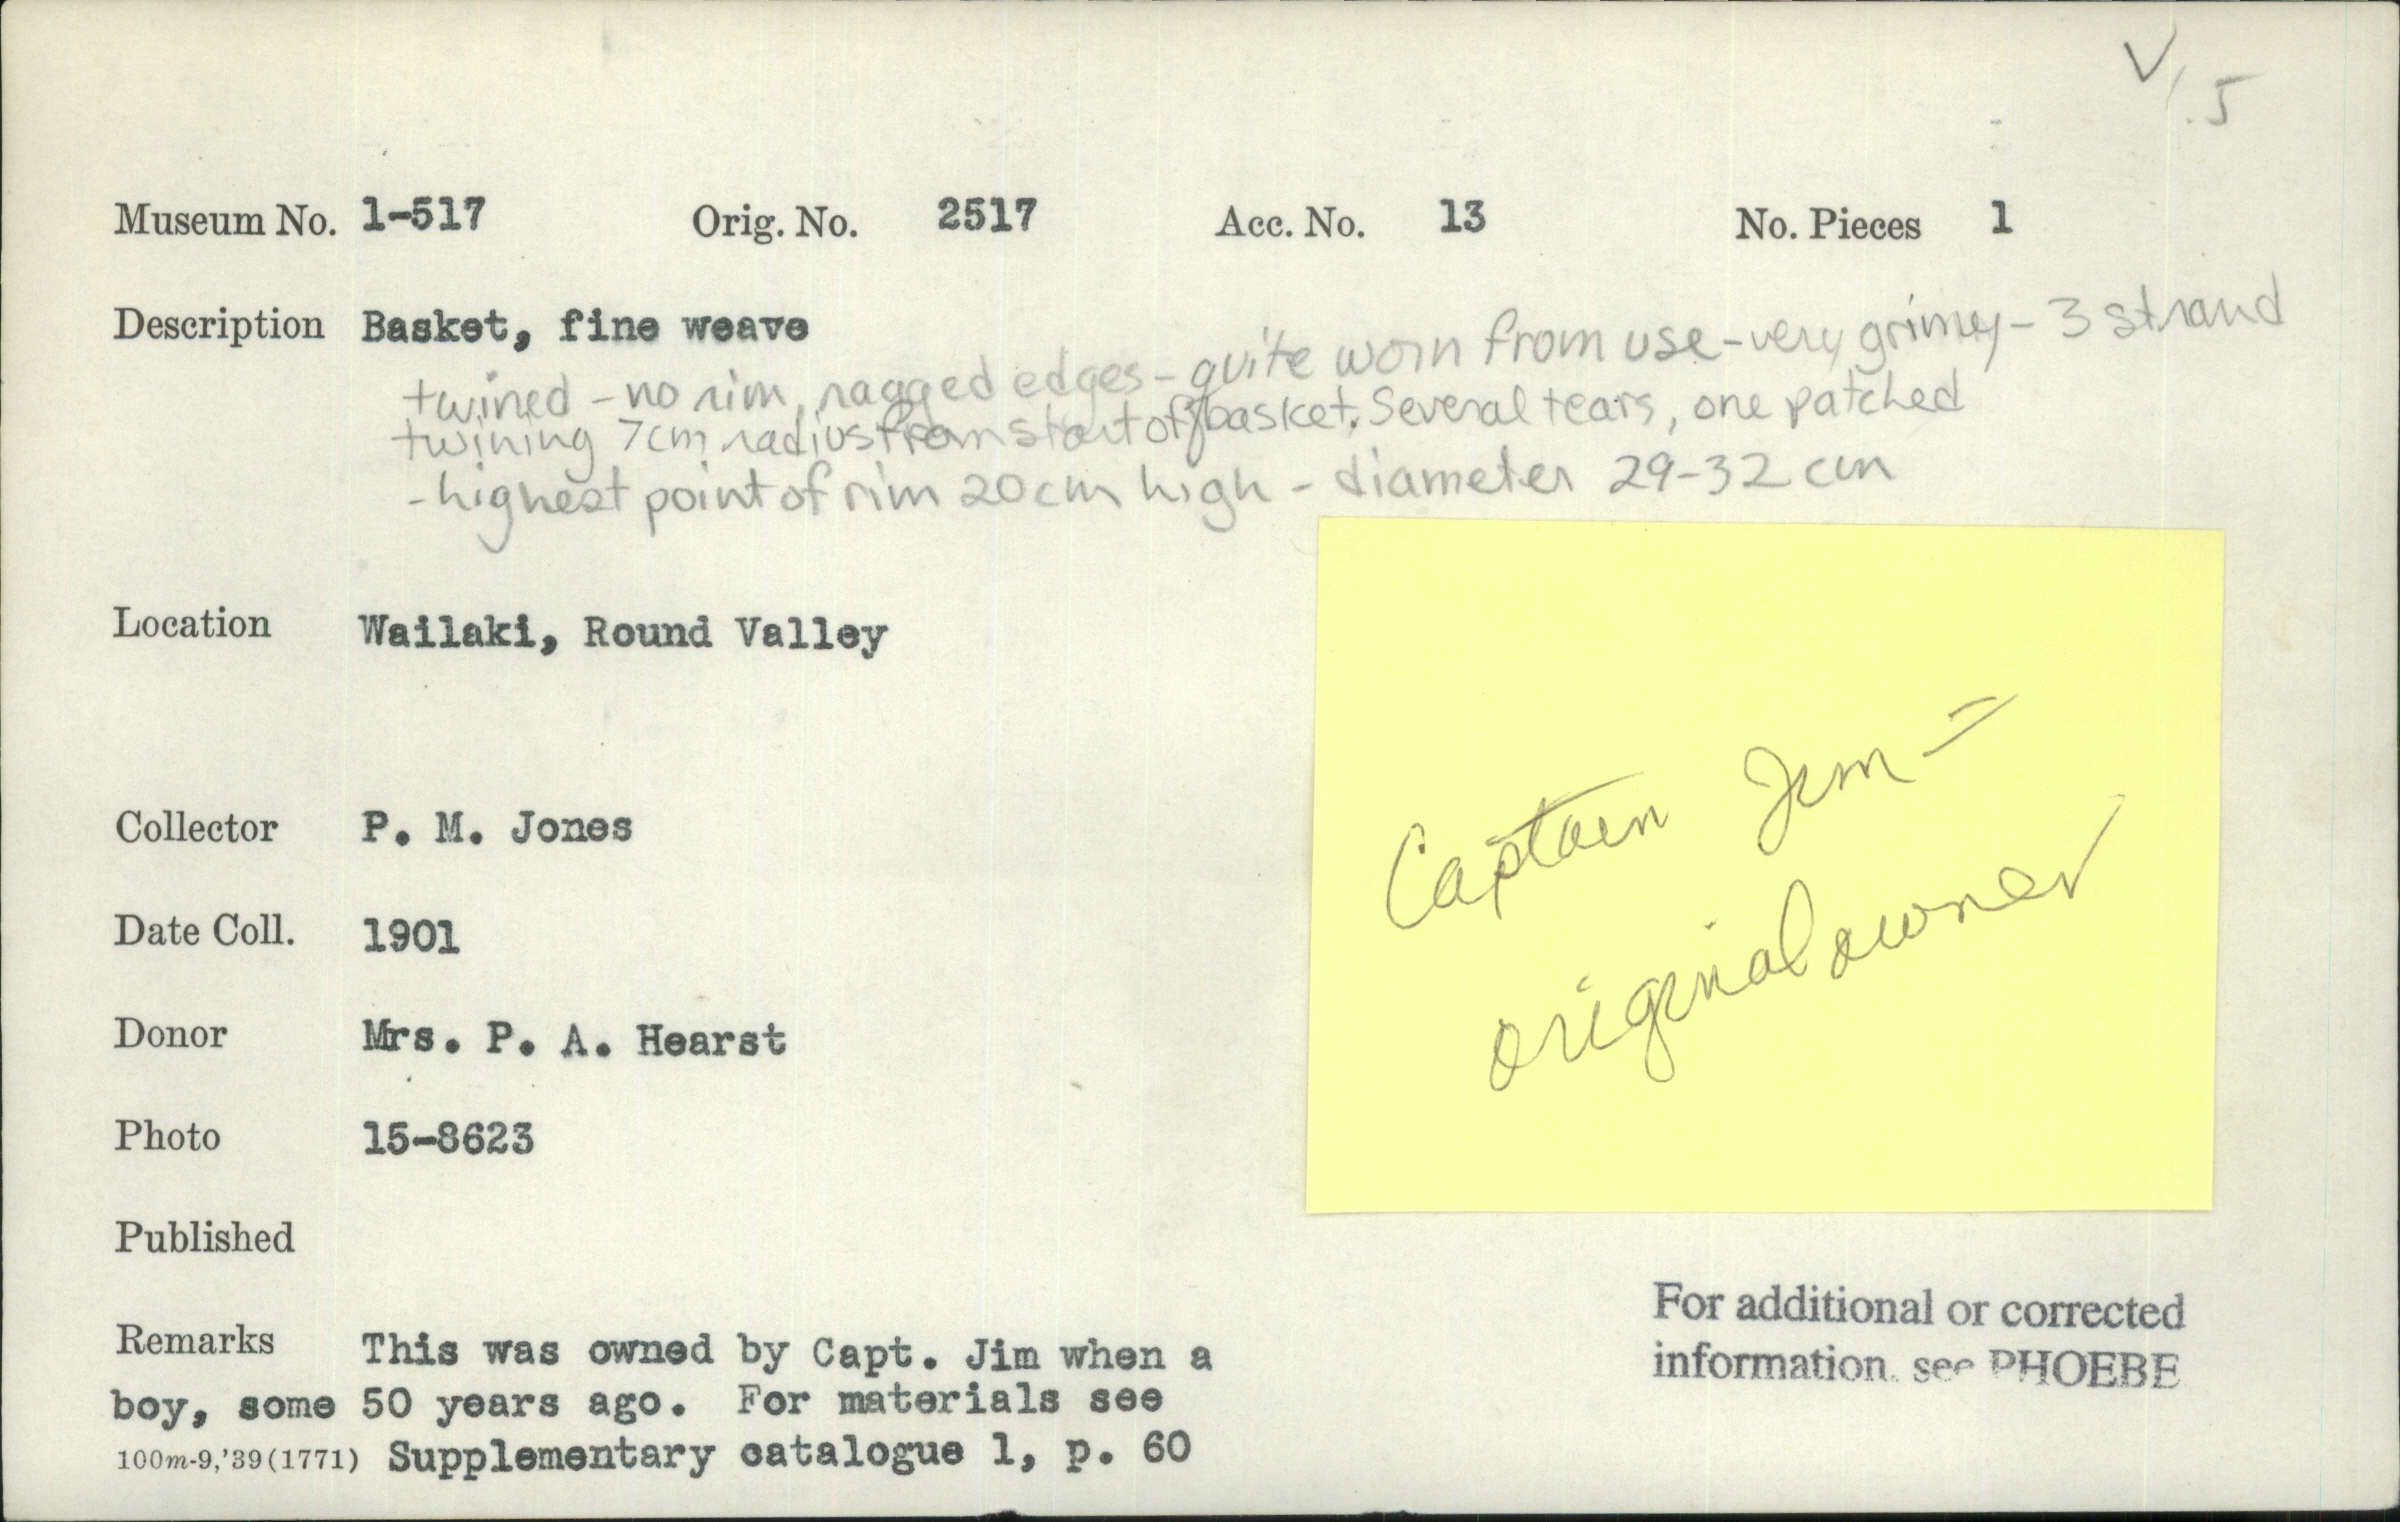 V, 5
Museum No. 1-517 Orig. No. 2517 Acc. No. 13 No. Pieces 1
Description Basket, fine weave
- quite worn from use - very grimey - 3 strand
twined - no rim, ragged edges
twining 7cm radius from start of basket. Several tears, one patched
- highest point of rim 20 cm high - diameter 29-32 cm
Location Wailaki, Round Valley
Captain Jim =
original owner
Collector P. M. Jones
Date Coll. 1901
Donor Mrs. P. A. Hearst
Photo 15-8623
Published
Remarks This was owned by Capt. Jim when a
boy, some 50 years ago. For materials see
100m-9,'39(1771) Supplementary catalogue 1, p. 60
For additional or corrected
information, see PHOEBE